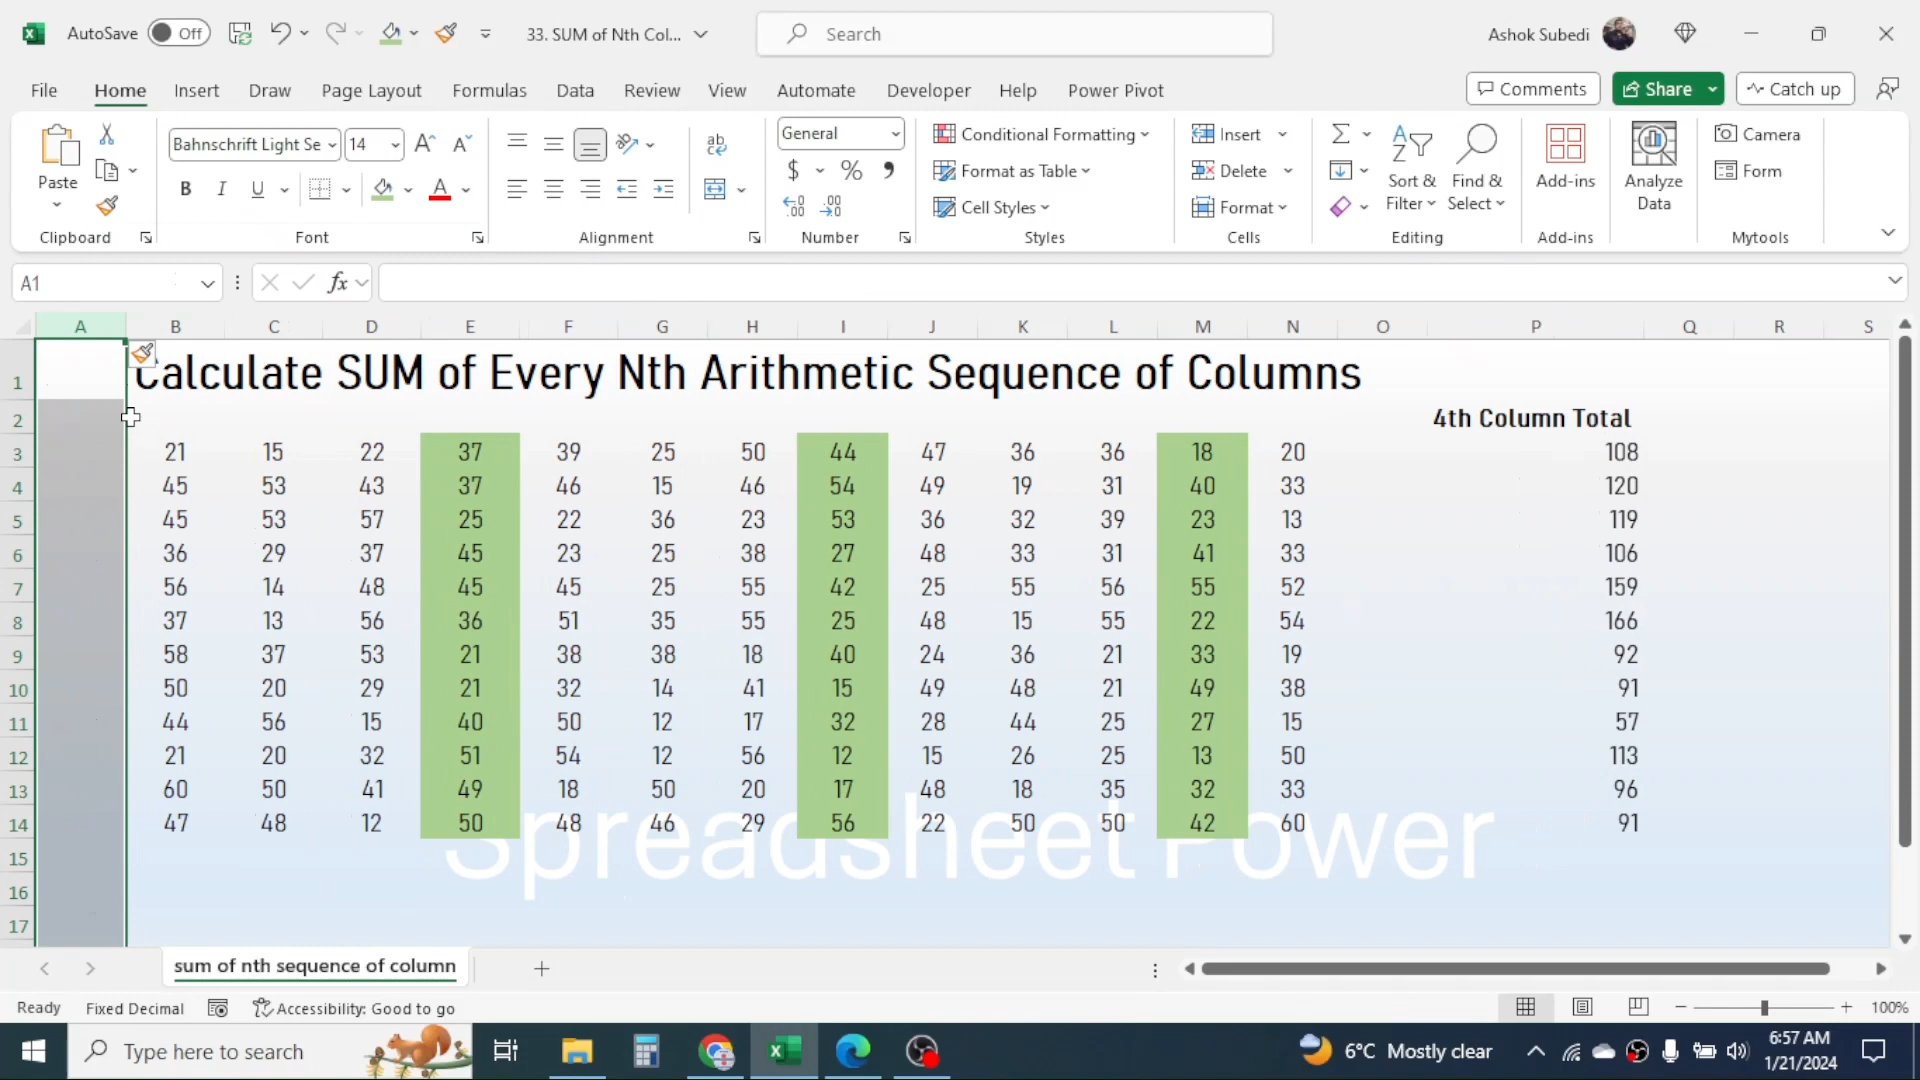 AutoSave Off 33. SUM of Nth Col... Search Ashok Subedi
File Home Insert Draw Page Layout Formulas Data Review View Automate Developer Help Power Pivot Comments Share Catch up
Paste Bahnschrift Light Se 14 General Conditional Formatting Insert Sort & Filter Find & Select Add-ins Analyze Data Camera
B I U A $ % Format as Table Delete Form
Cell Styles Format
Clipboard Font Alignment Number Styles Cells Editing Add-ins Mytools
A1 fx
A B C D E F G H I J K L M N O P Q R S
1 Calculate SUM of Every Nth Arithmetic Sequence of Columns
2 4th Column Total
3 21 15 22 37 39 25 50 44 47 36 36 18 20 108
4 45 53 43 37 46 15 46 54 49 19 31 40 33 120
5 45 53 57 25 22 36 23 53 36 32 39 23 13 119
6 36 29 37 45 23 25 38 27 48 33 31 41 33 106
7 56 14 48 45 45 25 55 42 25 55 56 55 52 159
8 37 13 56 36 51 35 55 25 48 15 55 22 54 166
9 58 37 53 21 38 38 18 40 24 36 21 33 19 92
10 50 20 29 21 32 14 41 15 49 48 21 49 38 91
11 44 56 15 40 50 12 17 32 28 44 25 27 15 57
12 21 20 32 51 54 12 56 12 15 26 25 13 50 113
13 60 50 41 49 18 50 20 17 48 18 35 32 33 96
14 47 48 12 50 48 46 29 56 22 50 50 42 60 91
Spreadsheet Power
15
16
17
sum of nth sequence of column
Ready Fixed Decimal Accessibility: Good to go 100%
Type here to search 6°C Mostly clear 6:57 AM
1/21/2024